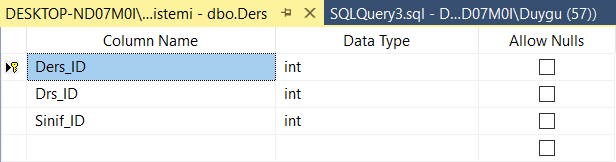 DESKTOP-ND07M0I\...istemi - dbo.Ders SQLQuery3.sql - D...D07M0I\Duygu (57))
Column Name Data Type Allow Nulls
Ders_ID int
Drs_ID int
Sinif_ID int